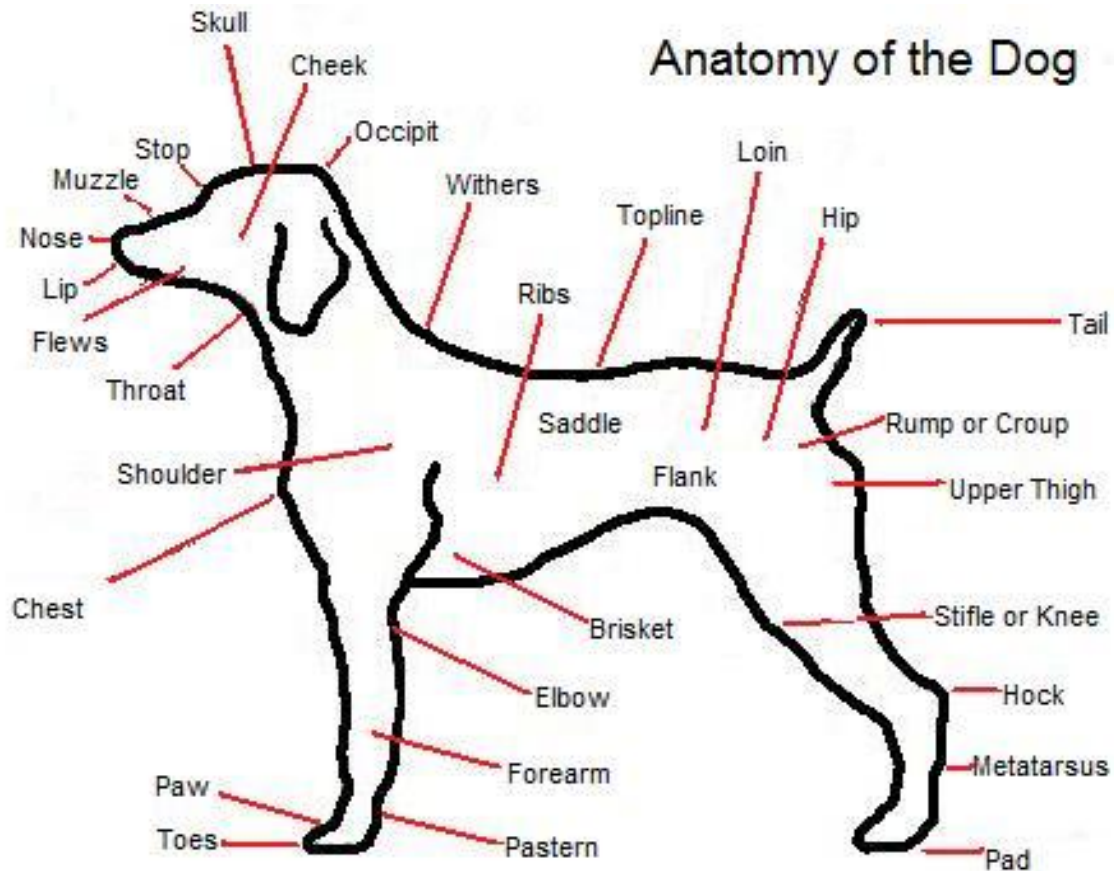 Skull
Anatomy of the Dog
Cheek
Occipit
Stop
Loin
Muzzle
Withers
Topline
Hip
Nose
Lip
Ribs
Tail
Flews
Throat
Saddle
Rump or Croup
Shoulder
Flank
Upper Thigh
Chest
Brisket
Stifle or Knee
Elbow
Hock
Forearm
Metatarsus
Paw
Toes
Pastern
Pad